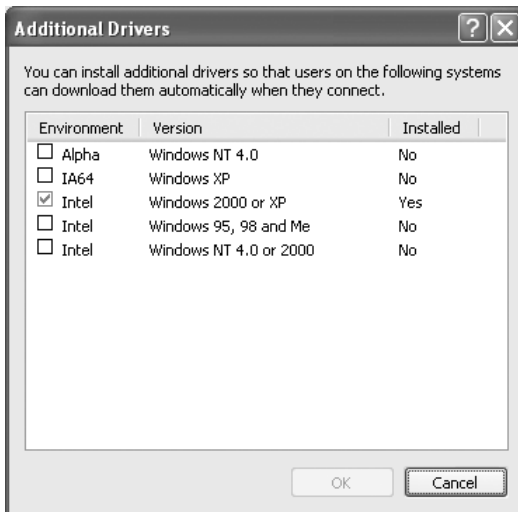 Additional Drivers
You can install additional drivers so that users on the following systems
can download them automatically when they connect.
Environment Version Installed
Alpha Windows NT 4.0 No
IA64 Windows XP No
Intel Windows 2000 or XP Yes
Intel Windows 95, 98 and Me No
Intel Windows NT 4.0 or 2000 No
OK Cancel